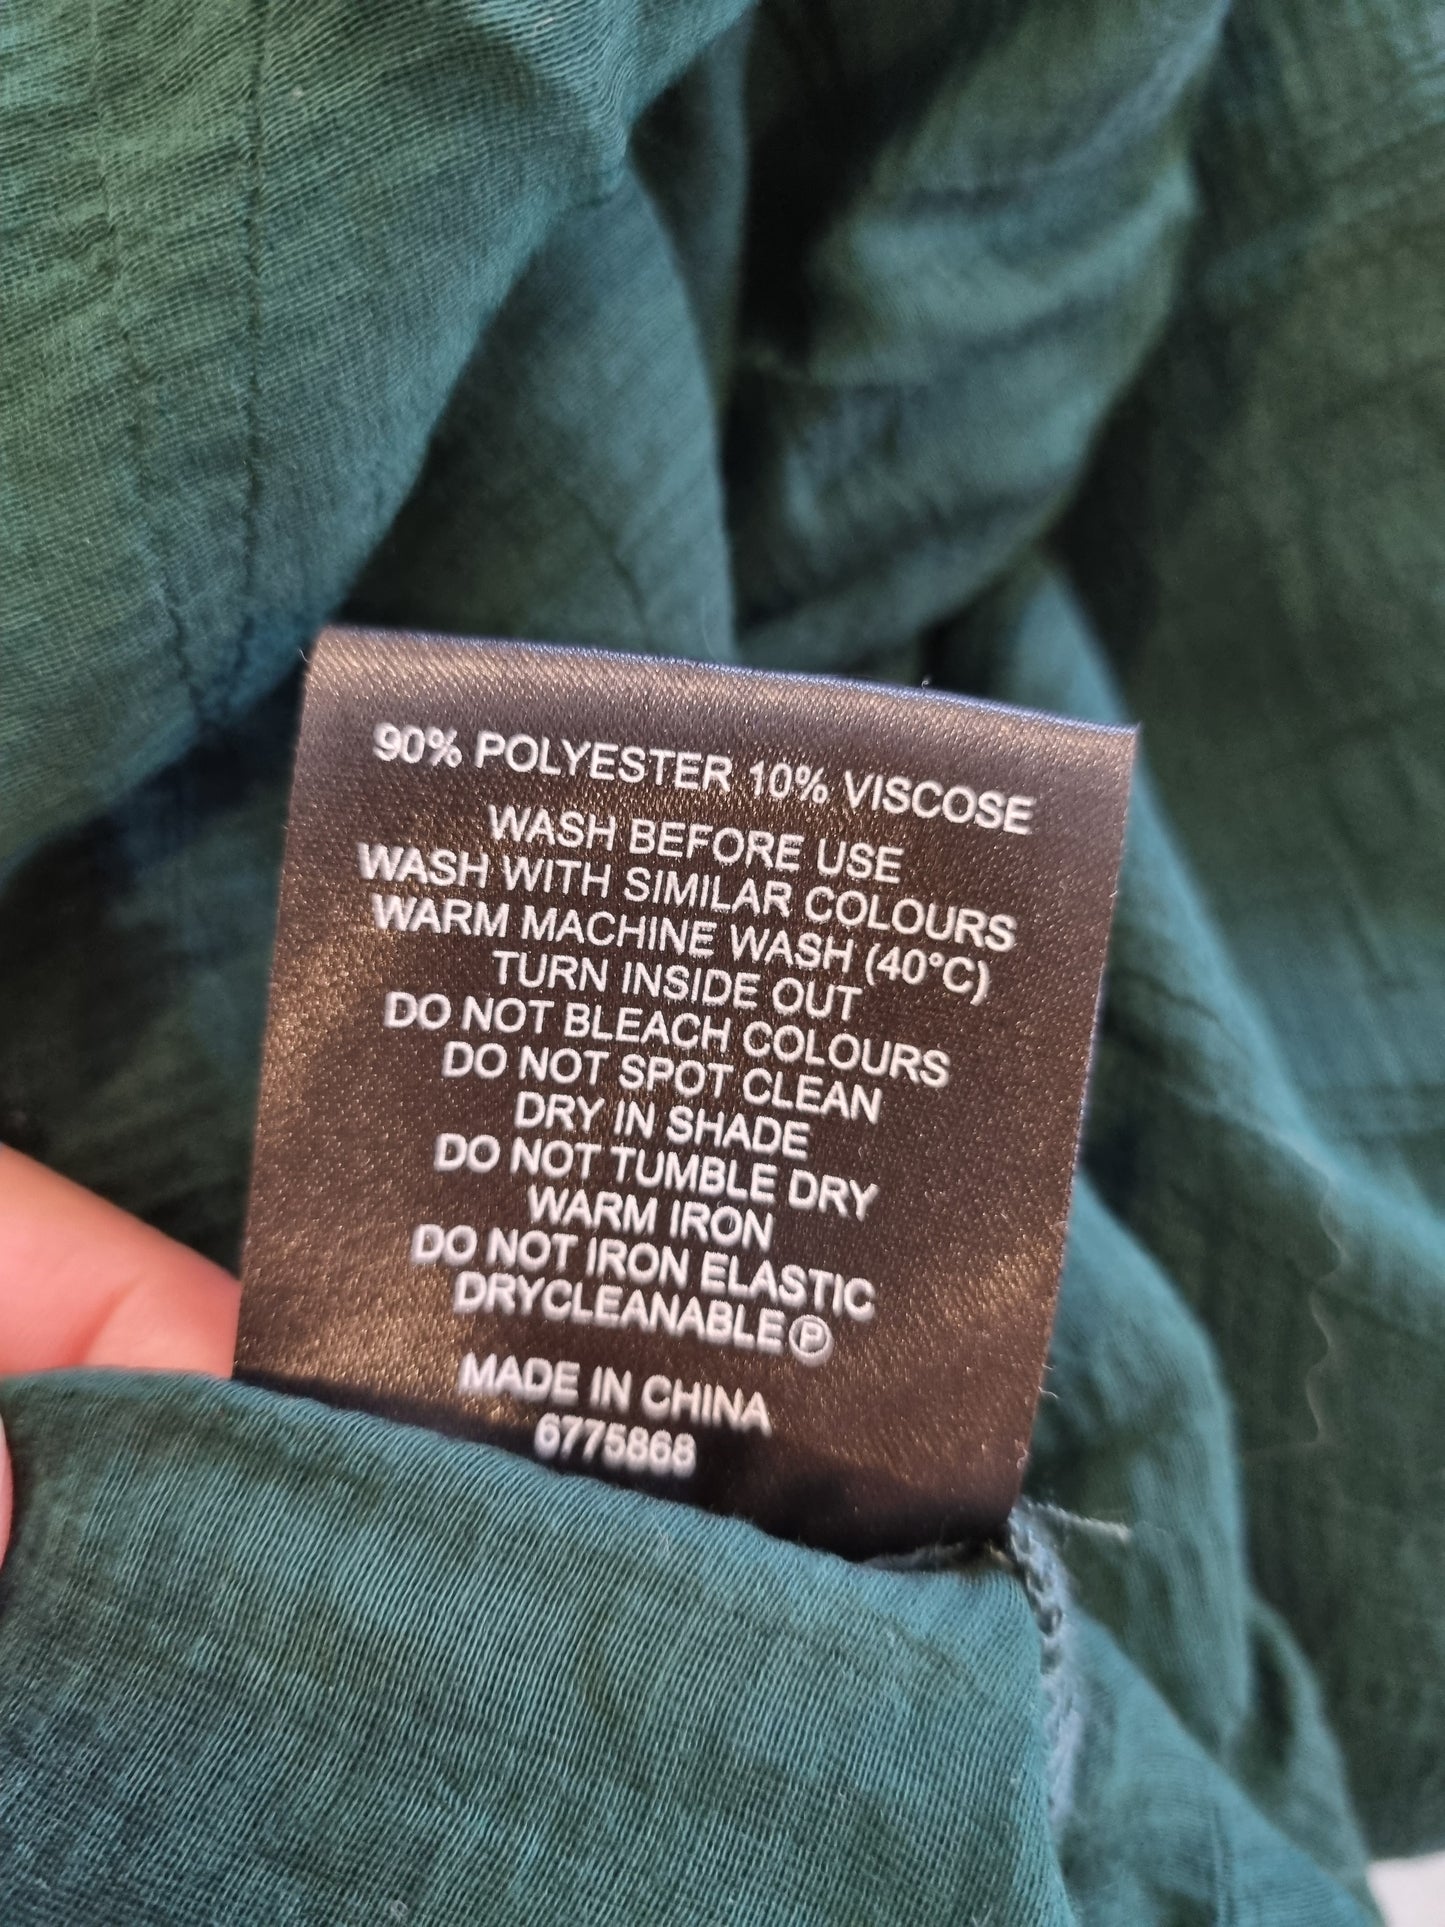 90% POLYESTER 10% VISCOSE
WASH BEFORE USE
WASH WITH SIMILAR COLOURS
WARM MACHINE WASH (40°C)
TURN INSIDE OUT
DO NOT BLEACH COLOURS
DO NOT SPOT CLEAN
DRY IN SHADE
DO NOT TUMBLE DRY
WARM IRON
DO NOT IRON ELASTIC
DRYCLEANABLE Ⓟ
MADE IN CHINA
6775868